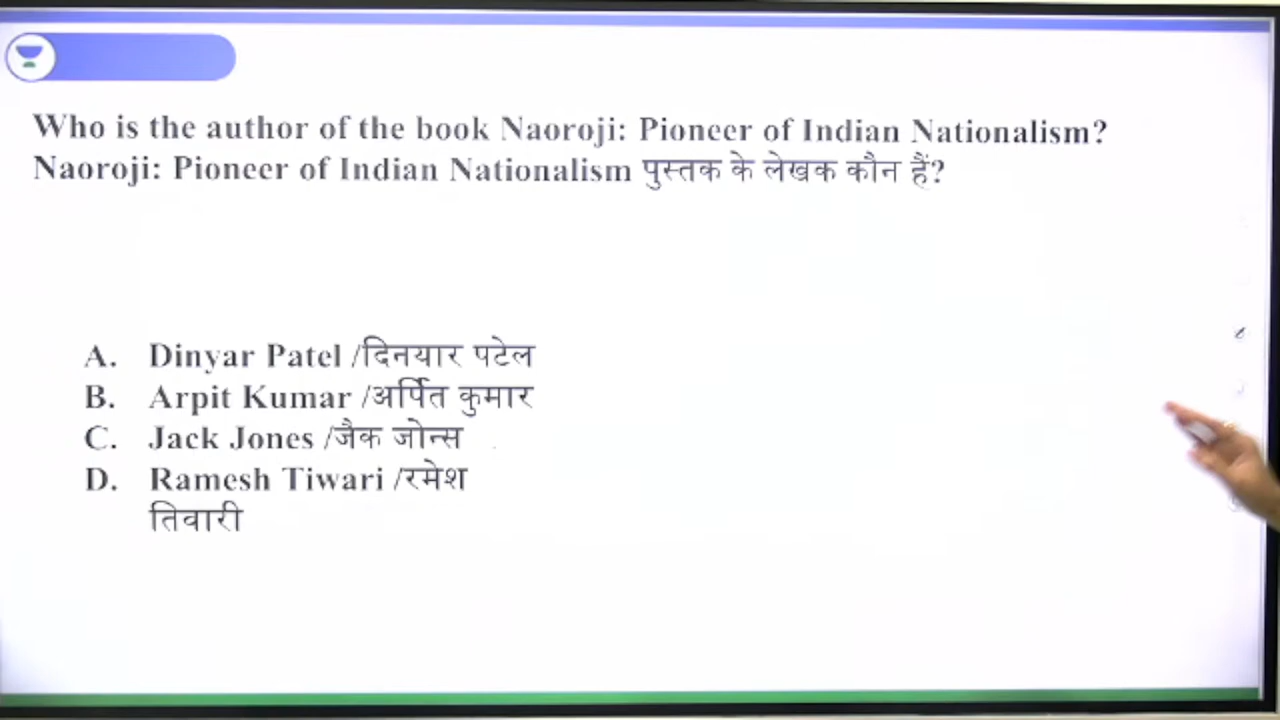 Who is the author of the book Naoroji: Pioneer of Indian Nationalism?
Naoroji: Pioneer of Indian Nationalism पुस्तक के लेखक कौन हैं?
A. Dinyar Patel /दिनयार पटेल
B. Arpit Kumar /अर्पित कुमार
C. Jack Jones /जैक जोन्स
D. Ramesh Tiwari /रमेश
तिवारी